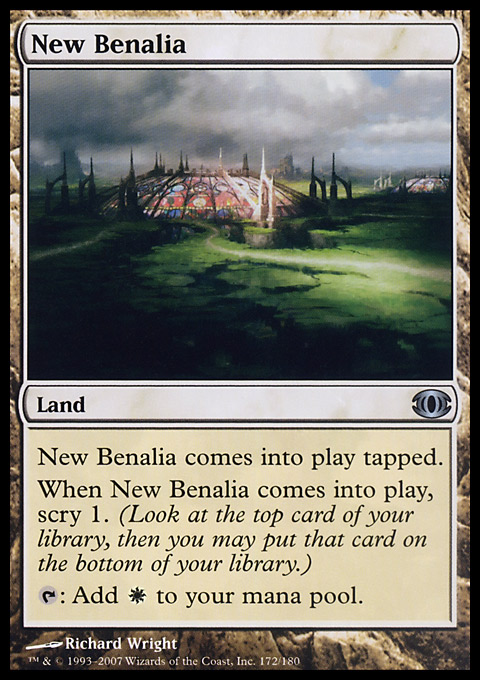 New Benalia
Land
New Benalia comes into play tapped.
When New Benalia comes into play,
scry 1. (Look at the top card of your
library, then you may put that card on
the bottom of your library.)
: Add to your mana pool.
Richard Wright
™ & © 1993–2007 Wizards of the Coast, Inc. 172/180